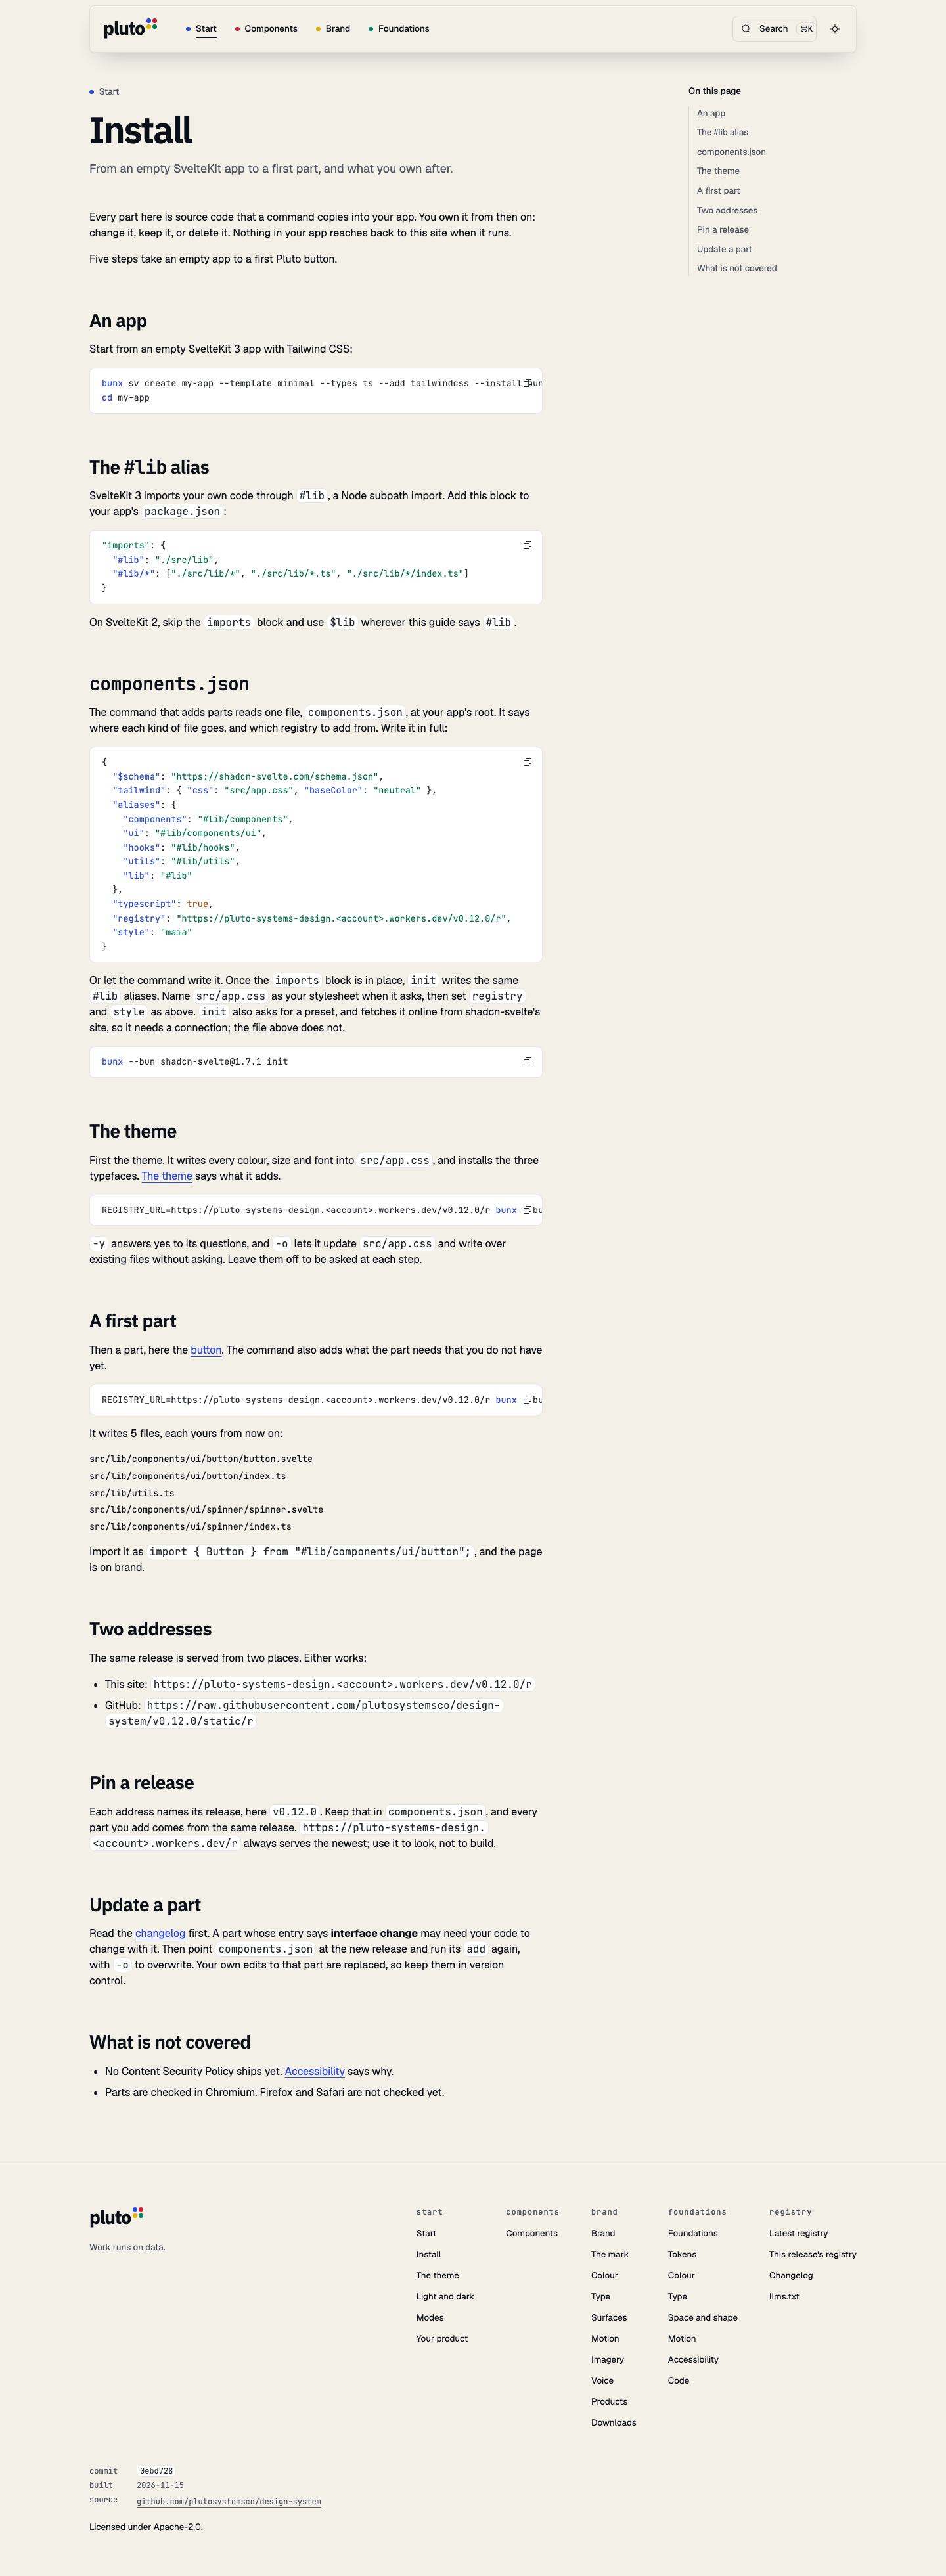 pluto
Start
Components
Brand
Foundations
Search
⌘K
Start
Install
From an empty SvelteKit app to a first part, and what you own after.
On this page
An app
The #lib alias
components.json
The theme
A first part
Two addresses
Pin a release
Update a part
What is not covered
Every part here is source code that a command copies into your app. You own it from then on:
change it, keep it, or delete it. Nothing in your app reaches back to this site when it runs.
Five steps take an empty app to a first Pluto button.
An app
Start from an empty SvelteKit 3 app with Tailwind CSS:
bunx sv create my-app --template minimal --types ts --add tailwindcss --install
cd my-app
The #lib alias
SvelteKit 3 imports your own code through #lib, a Node subpath import. Add this block to
your app's package.json:
"imports": {
"#lib": "./src/lib",
"#lib/*": ["./src/lib/*", "./src/lib/*.ts", "./src/lib/*/index.ts"]
}
On SvelteKit 2, skip the imports block and use $lib wherever this guide says #lib.
components.json
The command that adds parts reads one file, components.json, at your app's root. It says
where each kind of file goes, and which registry to add from. Write it in full:
{
"$schema": "https://shadcn-svelte.com/schema.json",
"tailwind": { "css": "src/app.css", "baseColor": "neutral" },
"aliases": {
"components": "#lib/components",
"ui": "#lib/components/ui",
"hooks": "#lib/hooks",
"utils": "#lib/utils",
"lib": "#lib"
},
"typescript": true,
"registry": "https://pluto-systems-design.<account>.workers.dev/v0.12.0/r",
"style": "maia"
}
Or let the command write it. Once the imports block is in place, init writes the same
#lib aliases. Name src/app.css as your stylesheet when it asks, then set registry
and style as above. init also asks for a preset, and fetches it online from shadcn-svelte's
site, so it needs a connection; the file above does not.
bunx --bun shadcn-svelte@1.7.1 init
The theme
First the theme. It writes every colour, size and font into src/app.css, and installs the three
typefaces. The theme says what it adds.
REGISTRY_URL=https://pluto-systems-design.<account>.workers.dev/v0.12.0/r bunx
-y answers yes to its questions, and -o lets it update src/app.css and write over
existing files without asking. Leave them off to be asked at each step.
A first part
Then a part, here the button. The command also adds what the part needs that you do not have
yet.
REGISTRY_URL=https://pluto-systems-design.<account>.workers.dev/v0.12.0/r bunx
It writes 5 files, each yours from now on:
src/lib/components/ui/button/button.svelte
src/lib/components/ui/button/index.ts
src/lib/utils.ts
src/lib/components/ui/spinner/spinner.svelte
src/lib/components/ui/spinner/index.ts
Import it as import { Button } from "#lib/components/ui/button";, and the page
is on brand.
Two addresses
The same release is served from two places. Either works:
• This site: https://pluto-systems-design.<account>.workers.dev/v0.12.0/r
• GitHub: https://raw.githubusercontent.com/plutosystemsco/design-
system/v0.12.0/static/r
Pin a release
Each address names its release, here v0.12.0. Keep that in components.json, and every
part you add comes from the same release. https://pluto-systems-design.
<account>.workers.dev/r always serves the newest; use it to look, not to build.
Update a part
Read the changelog first. A part whose entry says interface change may need your code to
change with it. Then point components.json at the new release and run its add again,
with -o to overwrite. Your own edits to that part are replaced, so keep them in version
control.
What is not covered
• No Content Security Policy ships yet. Accessibility says why.
• Parts are checked in Chromium. Firefox and Safari are not checked yet.
pluto
Work runs on data.
start
Start
Install
The theme
Light and dark
Modes
Your product
components
Components
brand
Brand
The mark
Colour
Type
Surfaces
Motion
Imagery
Voice
Products
Downloads
foundations
Foundations
Tokens
Colour
Type
Space and shape
Motion
Accessibility
Code
registry
Latest registry
This release's registry
Changelog
llms.txt
commit 0ebd728
built 2026-11-15
source github.com/plutosystemsco/design-system
Licensed under Apache-2.0.